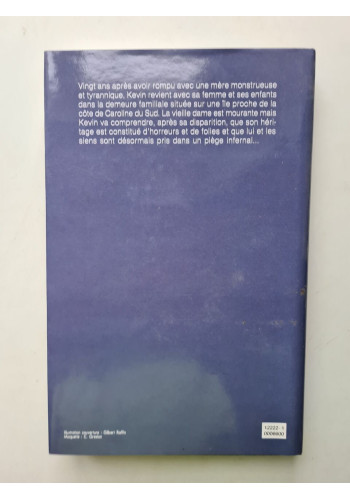 Vingt ans après avoir rompu avec une mère monstrueuse
et tyrannique, Kevin revient avec sa femme et ses enfants
dans la demeure familiale située sur une île proche de la
côte de Caroline du Sud. La vieille dame est mourante mais
Kevin va comprendre, après sa disparition, que son héri-
tage est constitué d'horreurs et de folies et que lui et les
siens sont désormais pris dans un piège infernal...